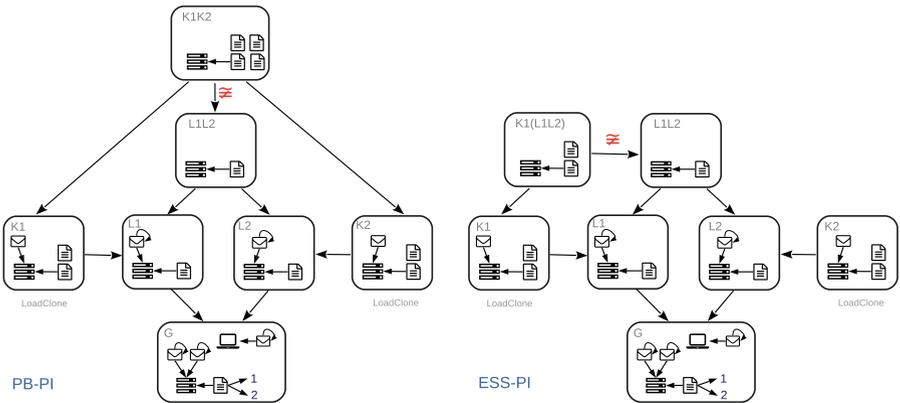 K1K2
≇
L1L2
K1
L1
L2
K2
LoadClone
LoadClone
G
1
2
PB-PI
K1(L1L2)
≇
L1L2
K1
L1
L2
K2
LoadClone
LoadClone
G
1
2
ESS-PI